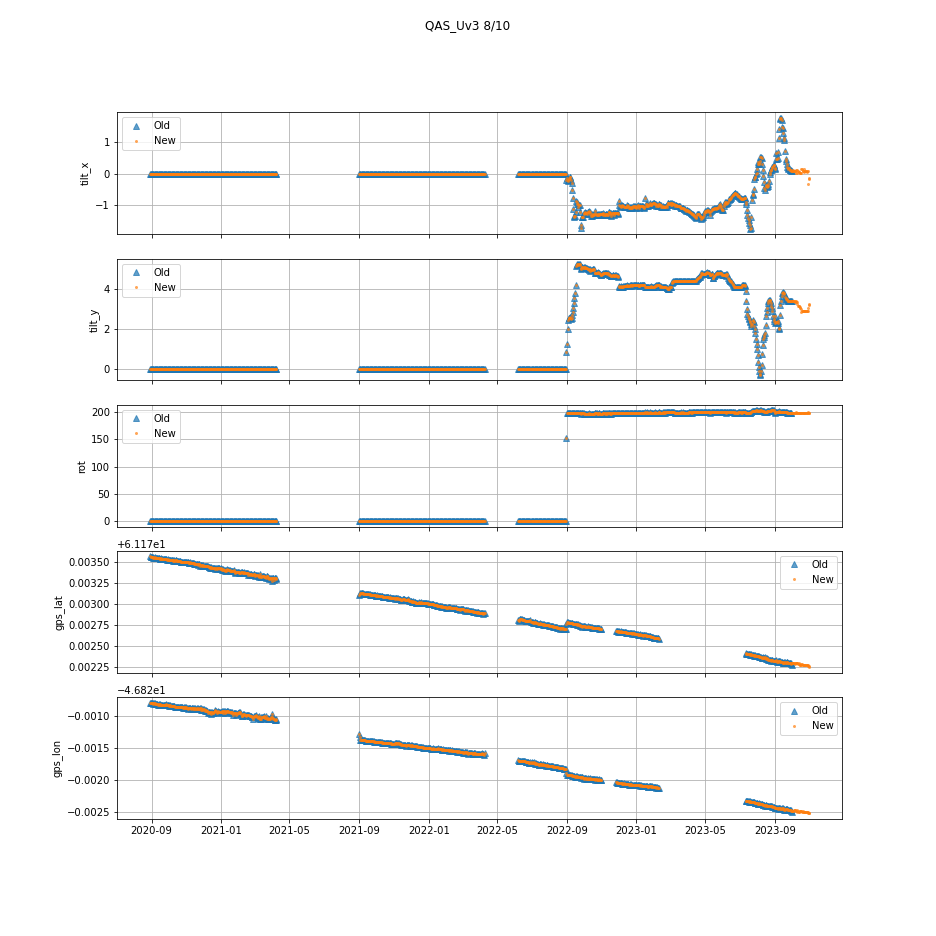 QAS_Uv3 8/10
Old
New
tilt_x
1
0
−1
Old
New
tilt_y
4
2
0
Old
New
rot
200
150
100
50
0
+6.117e1
Old
New
gps_lat
0.00350
0.00325
0.00300
0.00275
0.00250
0.00225
−4.682e1
Old
New
gps_lon
−0.0010
−0.0015
−0.0020
−0.0025
2020-09 2021-01 2021-05 2021-09 2022-01 2022-05 2022-09 2023-01 2023-05 2023-09